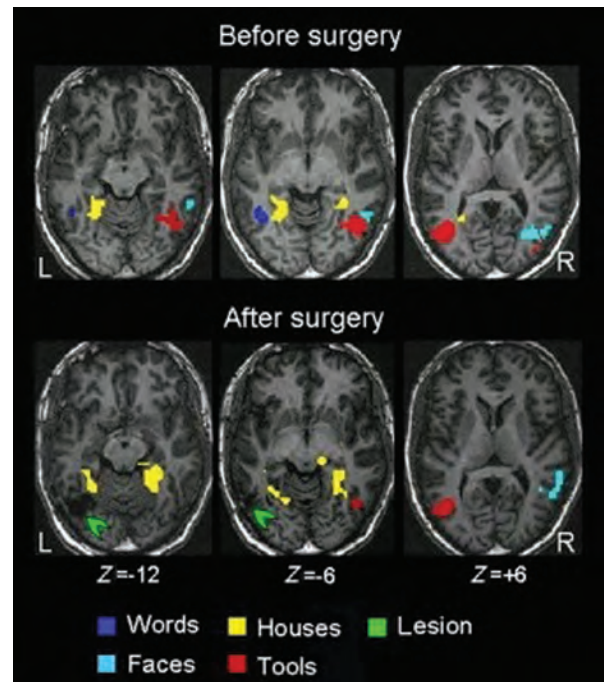 Before surgery
L R
After surgery
L R
Z=-12 Z=-6 Z=+6
Words Houses Lesion
Faces Tools